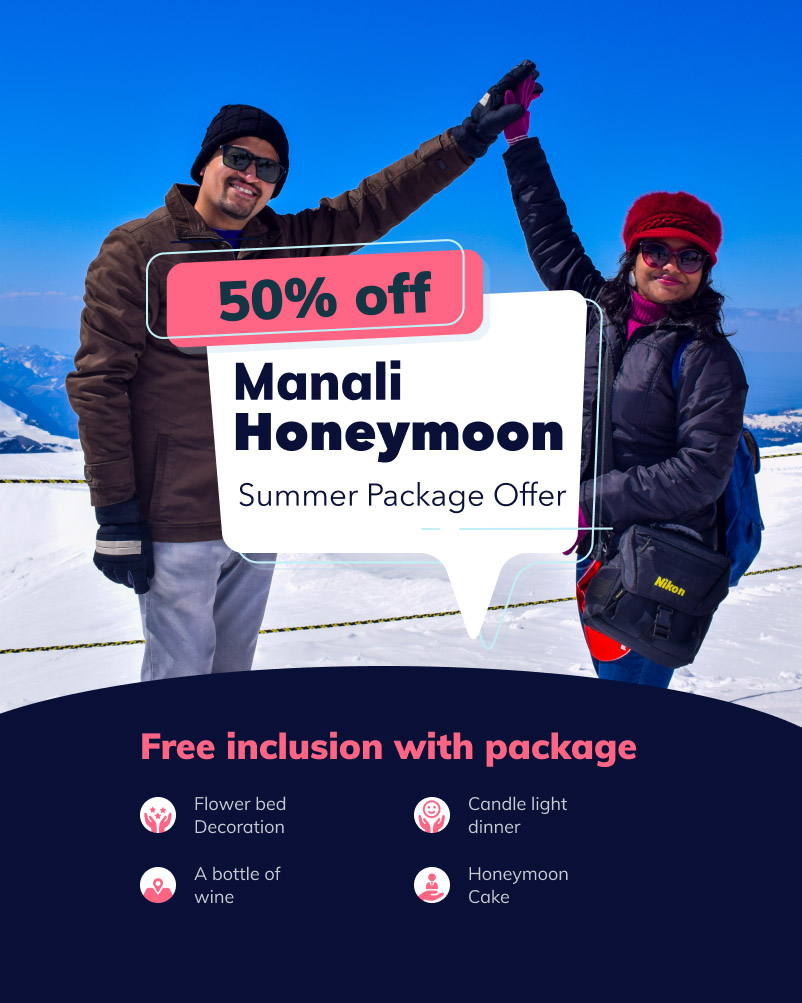 50% off
Manali
Honeymoon
Summer Package Offer
Nikon
Free inclusion with package
Flower bed
Decoration
Candle light
dinner
A bottle of
wine
Honeymoon
Cake